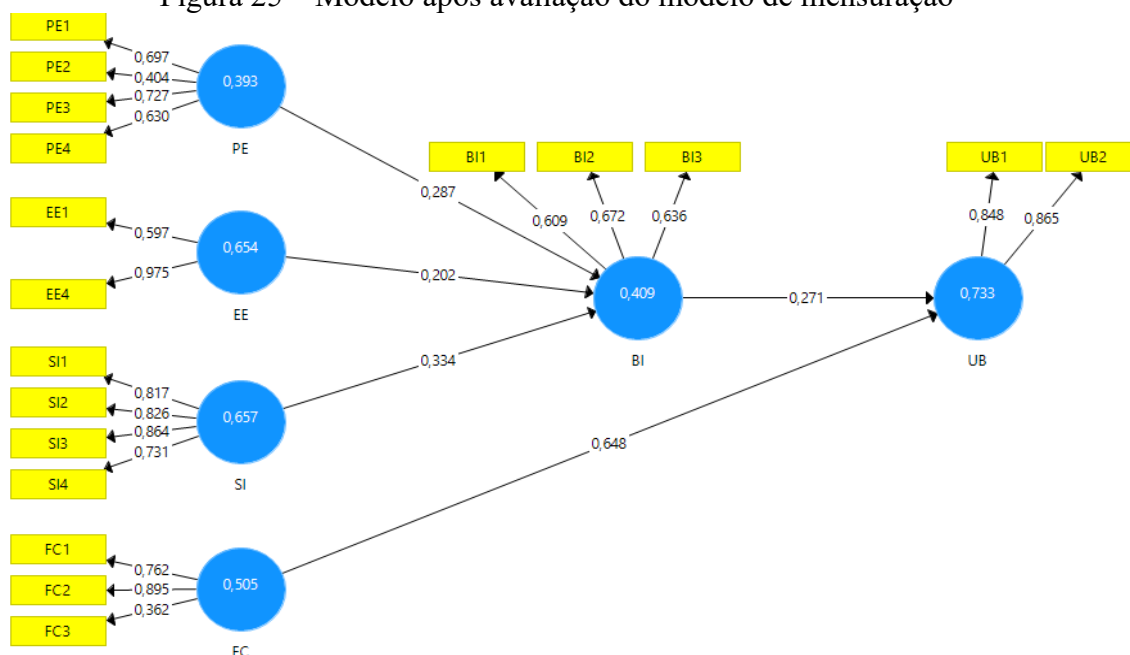 Figura 25 – Modelo após avaliação do modelo de mensuração
PE1
PE2
PE3
PE4
0,697
0,404
0,727
0,630
0,393
PE
EE1
EE4
0,597
0,975
0,654
EE
SI1
SI2
SI3
SI4
0,817
0,826
0,864
0,731
0,657
SI
FC1
FC2
FC3
0,762
0,895
0,362
0,505
FC
0,287
0,202
0,334
0,648
BI1
BI2
BI3
0,609
0,672
0,636
0,409
BI
0,271
UB1
UB2
0,848
0,865
0,733
UB